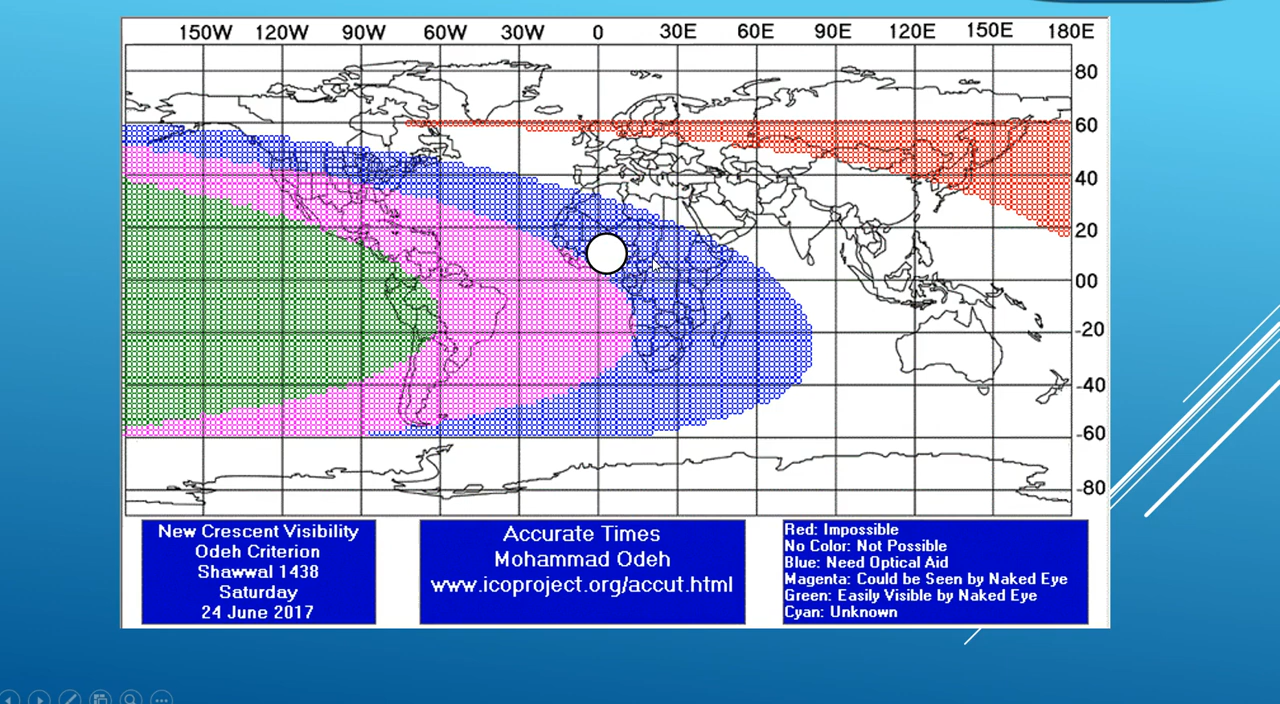 150W 120W 90W 60W 30W 0 30E 60E 90E 120E 150E 180E
80
60
40
20
00
-20
-40
-60
-80
New Crescent Visibility
Odeh Criterion
Shawwal 1438
Saturday
24 June 2017
Accurate Times
Mohammad Odeh
www.icoproject.org/accut.html
Red: Impossible
No Color: Not Possible
Blue: Need Optical Aid
Magenta: Could be Seen by Naked Eye
Green: Easily Visible by Naked Eye
Cyan: Unknown